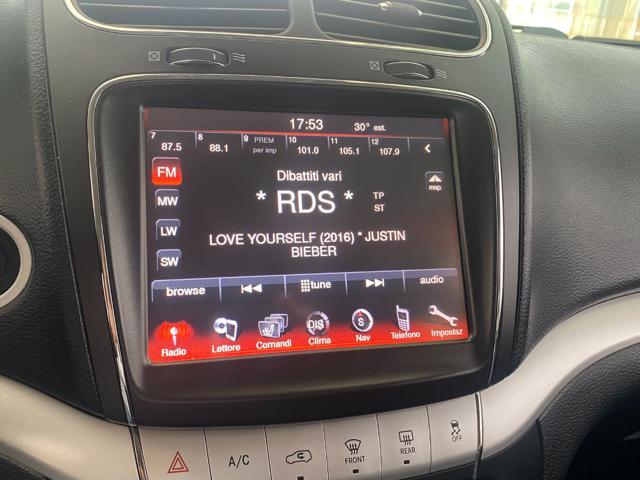 17:53 30° est.
7 8 9 PREM 10 11 12
87.5 88.1 per imp 101.0 105.1 107.9
FM
Dibattiti vari
map.
MW
* RDS * TP
ST
LW
LOVE YOURSELF (2016) * JUSTIN
BIEBER
SW
browse tune audio
Radio Lettore Comandi Clima Nav Telefono Impostaz
DIS
S
A/C FRONT REAR OFF